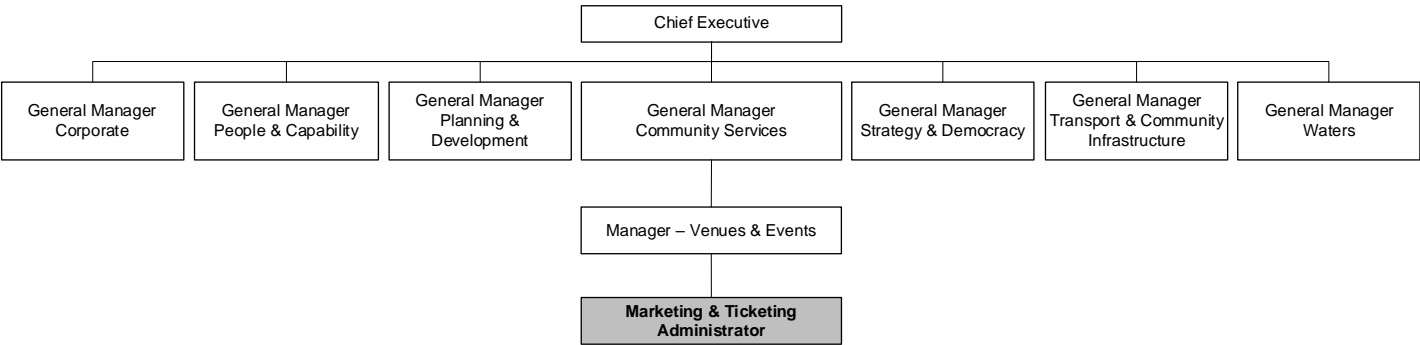 Chief Executive
General Manager
Corporate
General Manager
People & Capability
General Manager
Planning &
Development
General Manager
Community Services
General Manager
Strategy & Democracy
General Manager
Transport & Community
Infrastructure
General Manager
Waters
Manager – Venues & Events
Marketing & Ticketing
Administrator